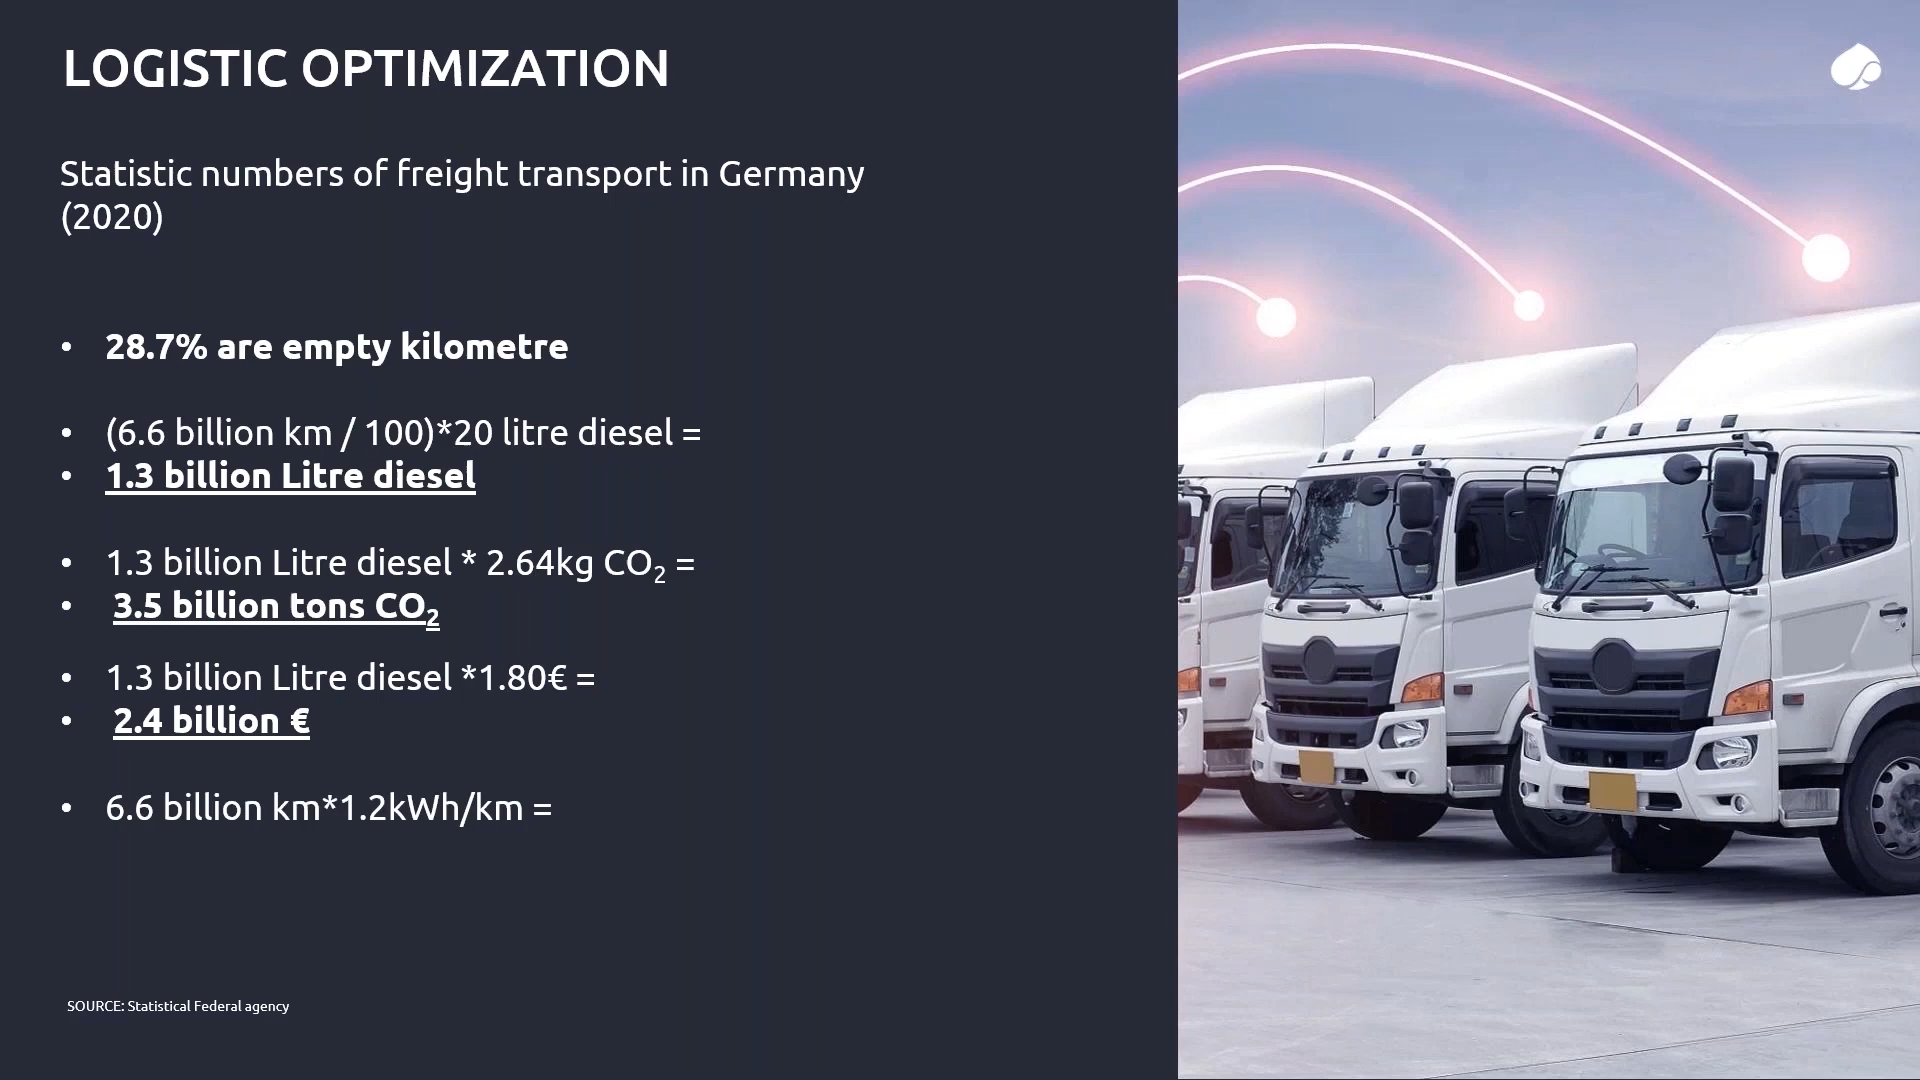 LOGISTIC OPTIMIZATION
Statistic numbers of freight transport in Germany
(2020)
• 28.7% are empty kilometre
• (6.6 billion km / 100)*20 litre diesel =
• 1.3 billion Litre diesel
• 1.3 billion Litre diesel * 2.64kg CO₂ =
• 3.5 billion tons CO₂
• 1.3 billion Litre diesel *1.80€ =
• 2.4 billion €
• 6.6 billion km*1.2kWh/km =
SOURCE: Statistical Federal agency